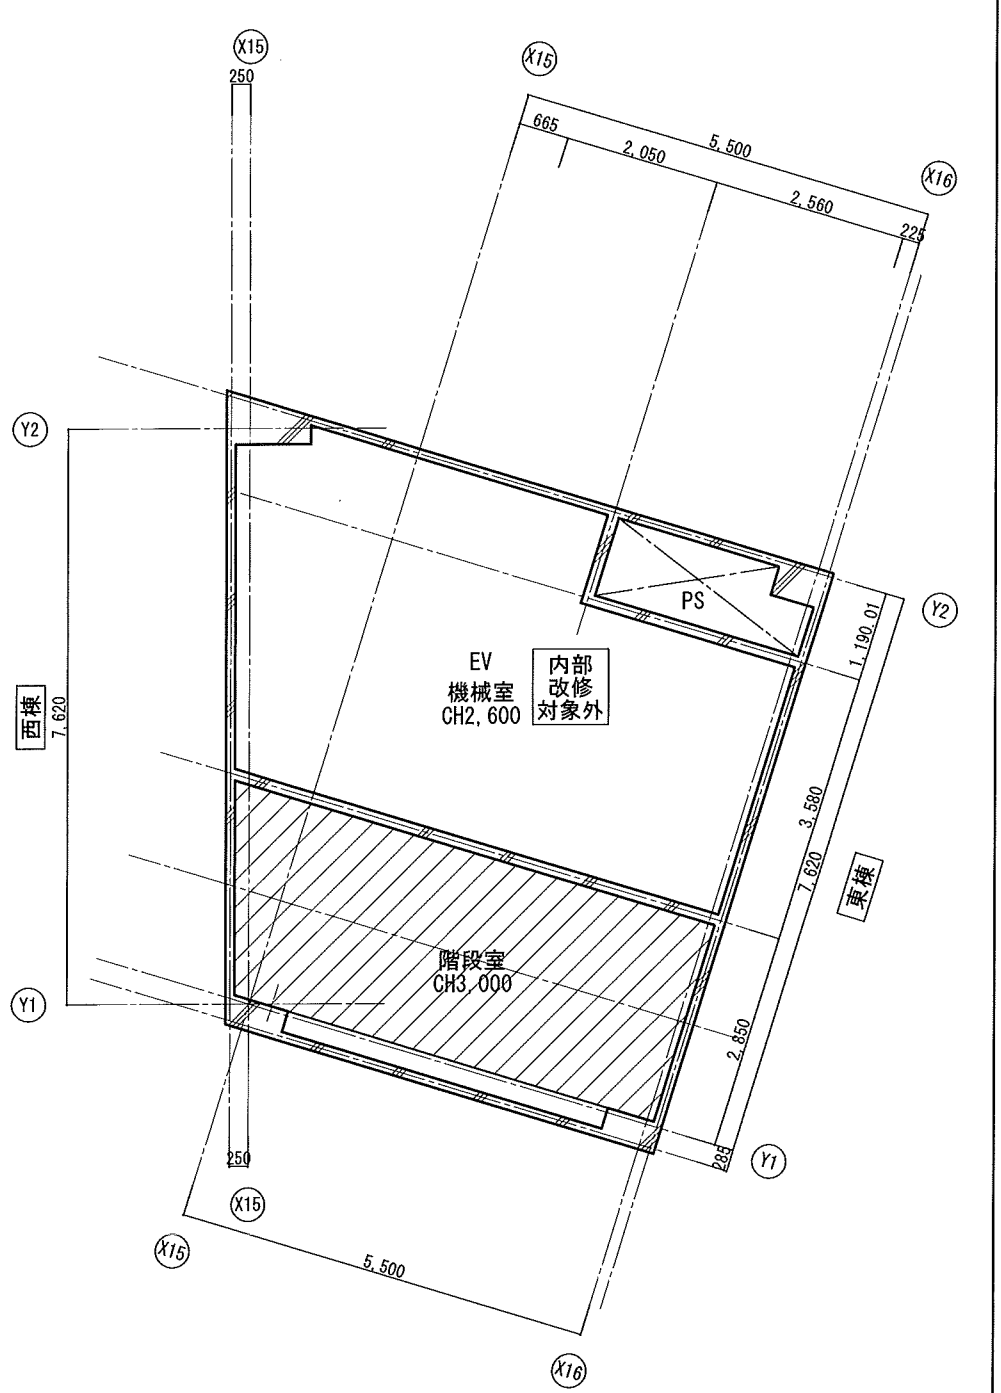 X15
250
X15
665
2,050
5,500
2,560
X16
225
Y2
PS
Y2
1,190.01
EV
機械室
CH2,600
内部
改修
対象外
西棟
7,620
3,580
7,620
東棟
階段室
CH3,000
Y1
2,850
285
Y1
250
X15
X15
5,500
X16